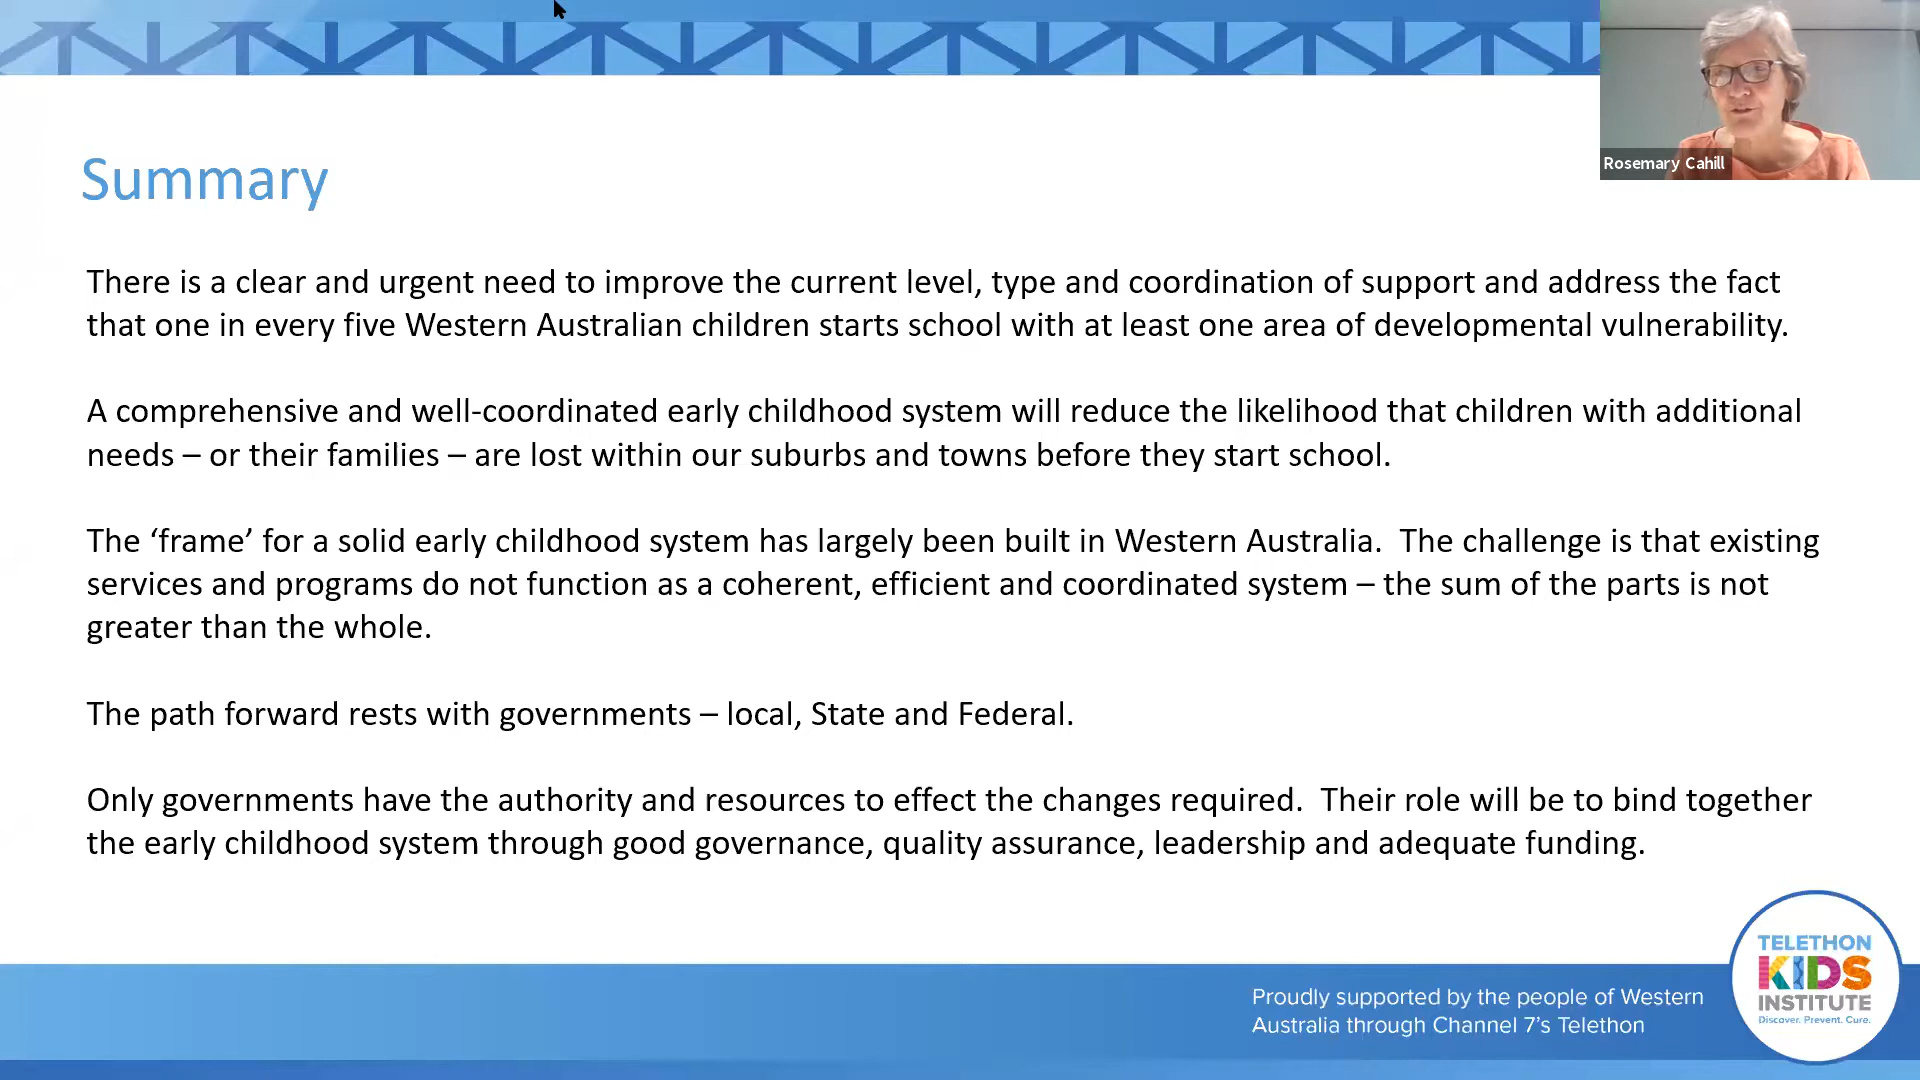 Rosemary Cahill
Summary
There is a clear and urgent need to improve the current level, type and coordination of support and address the fact
that one in every five Western Australian children starts school with at least one area of developmental vulnerability.
A comprehensive and well-coordinated early childhood system will reduce the likelihood that children with additional
needs – or their families – are lost within our suburbs and towns before they start school.
The ‘frame’ for a solid early childhood system has largely been built in Western Australia.  The challenge is that existing
services and programs do not function as a coherent, efficient and coordinated system – the sum of the parts is not
greater than the whole.
The path forward rests with governments – local, State and Federal.
Only governments have the authority and resources to effect the changes required.  Their role will be to bind together
the early childhood system through good governance, quality assurance, leadership and adequate funding.
Proudly supported by the people of Western
Australia through Channel 7’s Telethon
TELETHON
KIDS
INSTITUTE
Discover. Prevent. Cure.